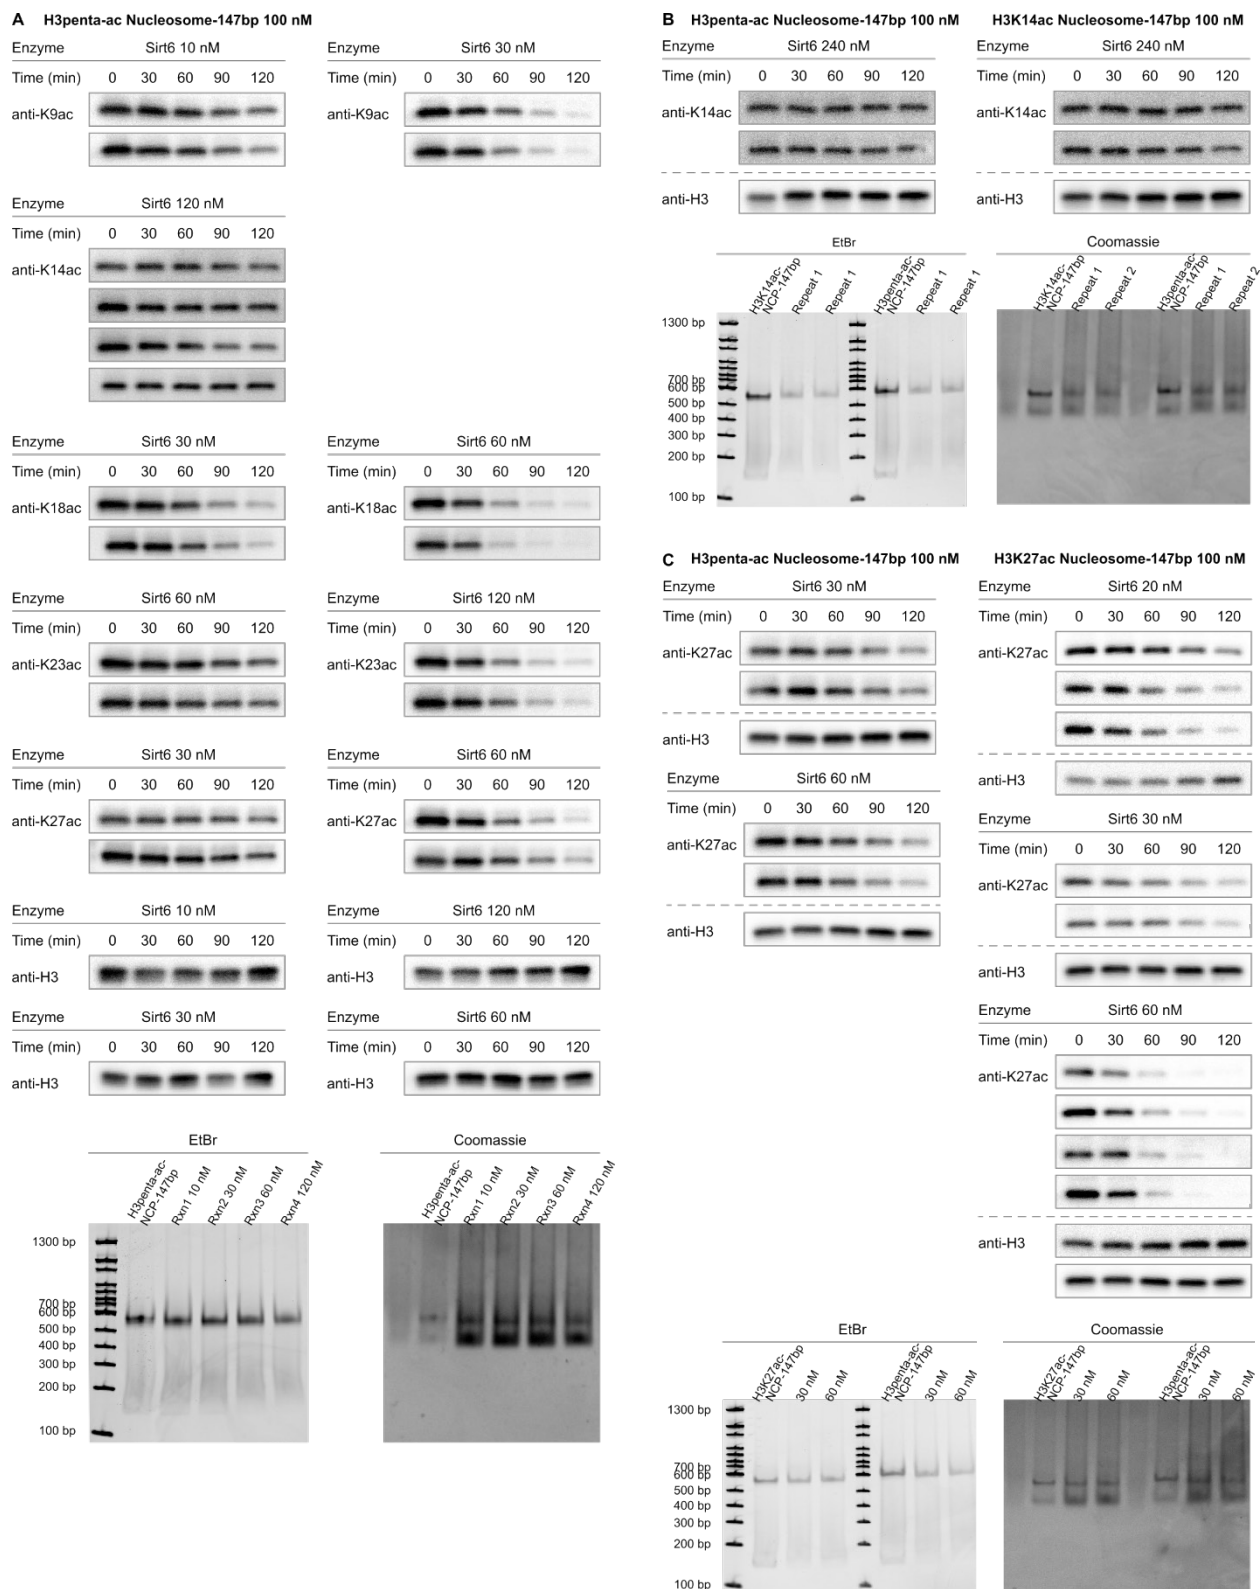 A H3penta-ac Nucleosome-147bp 100 nM
Enzyme Sirt6 10 nM
Time (min) 0 30 60 90 120
anti-K9ac
Enzyme Sirt6 30 nM
Time (min) 0 30 60 90 120
anti-K9ac
Enzyme Sirt6 120 nM
Time (min) 0 30 60 90 120
anti-K14ac
Enzyme Sirt6 30 nM
Time (min) 0 30 60 90 120
anti-K18ac
Enzyme Sirt6 60 nM
Time (min) 0 30 60 90 120
anti-K18ac
Enzyme Sirt6 60 nM
Time (min) 0 30 60 90 120
anti-K23ac
Enzyme Sirt6 120 nM
Time (min) 0 30 60 90 120
anti-K23ac
Enzyme Sirt6 30 nM
Time (min) 0 30 60 90 120
anti-K27ac
Enzyme Sirt6 60 nM
Time (min) 0 30 60 90 120
anti-K27ac
Enzyme Sirt6 10 nM
Time (min) 0 30 60 90 120
anti-H3
Enzyme Sirt6 120 nM
Time (min) 0 30 60 90 120
anti-H3
Enzyme Sirt6 30 nM
Time (min) 0 30 60 90 120
anti-H3
Enzyme Sirt6 60 nM
Time (min) 0 30 60 90 120
anti-H3
EtBr
H3penta-ac-
NCP-147bp
Rxn1 10 nM
Rxn2 30 nM
Rxn3 60 nM
Rxn4 120 nM
1300 bp
700 bp
600 bp
500 bp
400 bp
300 bp
200 bp
100 bp
Coomassie
H3penta-ac-
NCP-147bp
Rxn1 10 nM
Rxn2 30 nM
Rxn3 60 nM
Rxn4 120 nM
B H3penta-ac Nucleosome-147bp 100 nM
Enzyme Sirt6 240 nM
Time (min) 0 30 60 90 120
anti-K14ac
anti-H3
H3K14ac Nucleosome-147bp 100 nM
Enzyme Sirt6 240 nM
Time (min) 0 30 60 90 120
anti-K14ac
anti-H3
EtBr
H3K14ac-
NCP-147bp
Repeat 1
Repeat 1
H3penta-ac-
NCP-147bp
Repeat 1
Repeat 1
1300 bp
700 bp
600 bp
500 bp
400 bp
300 bp
200 bp
100 bp
Coomassie
H3K14ac-
NCP-147bp
Repeat 1
Repeat 2
H3penta-ac-
NCP-147bp
Repeat 1
Repeat 2
C H3penta-ac Nucleosome-147bp 100 nM
Enzyme Sirt6 30 nM
Time (min) 0 30 60 90 120
anti-K27ac
anti-H3
Enzyme Sirt6 60 nM
Time (min) 0 30 60 90 120
anti-K27ac
anti-H3
H3K27ac Nucleosome-147bp 100 nM
Enzyme Sirt6 20 nM
Time (min) 0 30 60 90 120
anti-K27ac
anti-H3
Enzyme Sirt6 30 nM
Time (min) 0 30 60 90 120
anti-K27ac
anti-H3
Enzyme Sirt6 60 nM
Time (min) 0 30 60 90 120
anti-K27ac
anti-H3
EtBr
H3K27ac-
NCP-147bp
30 nM
60 nM
H3penta-ac-
NCP-147bp
30 nM
60 nM
1300 bp
700 bp
600 bp
500 bp
400 bp
300 bp
200 bp
100 bp
Coomassie
H3K27ac-
NCP-147bp
30 nM
60 nM
H3penta-ac-
NCP-147bp
30 nM
60 nM